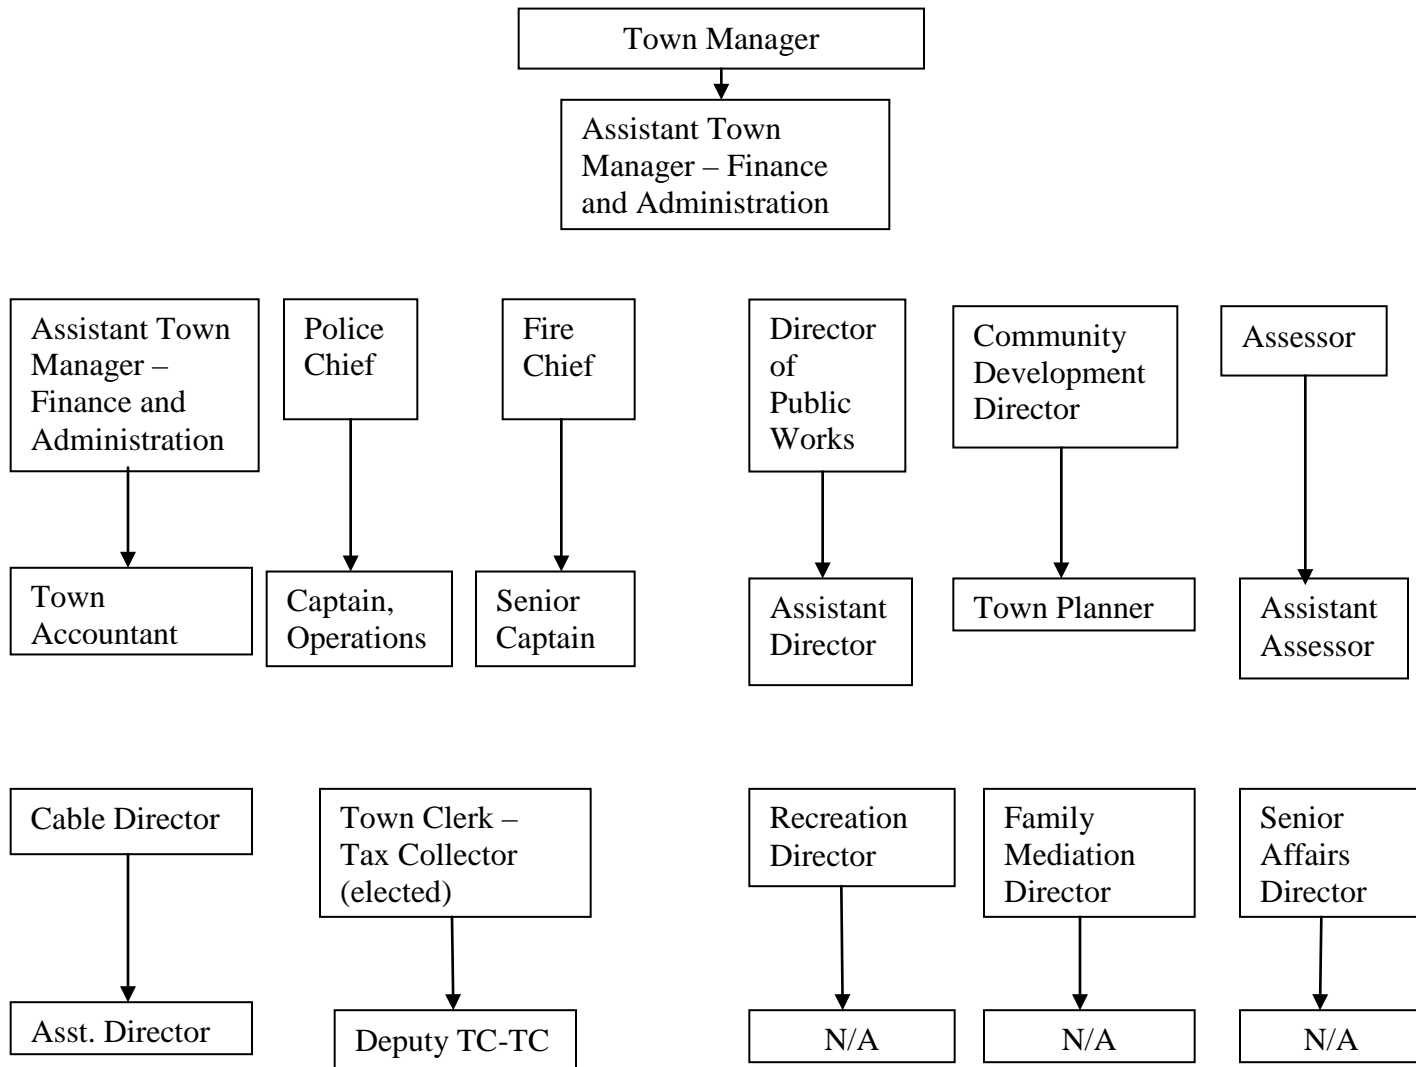 Town Manager
Assistant Town
Manager – Finance
and Administration
Assistant Town
Manager –
Finance and
Administration
Police
Chief
Fire
Chief
Director
of
Public
Works
Community
Development
Director
Assessor
Town
Accountant
Captain,
Operations
Senior
Captain
Assistant
Director
Town Planner
Assistant
Assessor
Cable Director
Town Clerk –
Tax Collector
(elected)
Recreation
Director
Family
Mediation
Director
Senior
Affairs
Director
Asst. Director
Deputy TC-TC
N/A
N/A
N/A